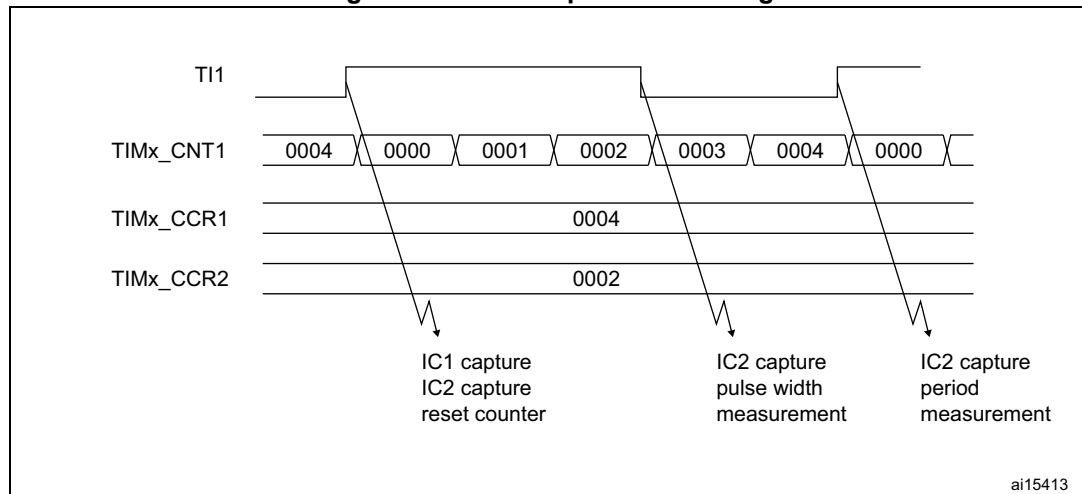 TI1
TIMx_CNT1 0004 0000 0001 0002 0003 0004 0000
TIMx_CCR1 0004
TIMx_CCR2 0002
IC1 capture
IC2 capture
reset counter
IC2 capture
pulse width
measurement
IC2 capture
period
measurement
ai15413